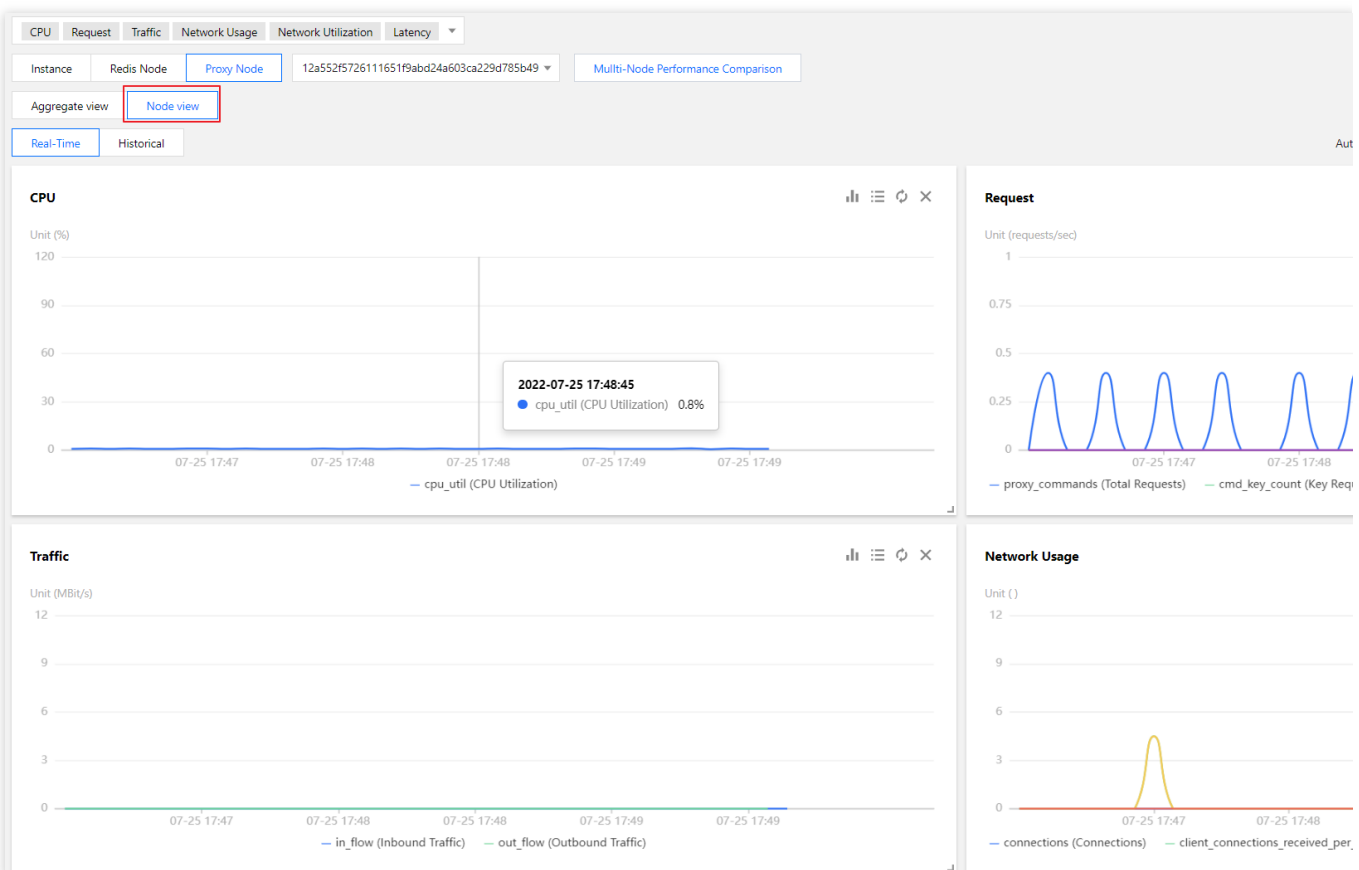 CPU Request Traffic Network Usage Network Utilization Latency
Instance Redis Node Proxy Node 12a552f5726111651f9abd24a603ca229d785b49 Mullti-Node Performance Comparison
Aggregate view Node view
Real-Time Historical Aut
CPU
Unit (%)
120
90
60
30
0
2022-07-25 17:48:45
cpu_util (CPU Utilization) 0.8%
07-25 17:47 07-25 17:48 07-25 17:48 07-25 17:49 07-25 17:49
cpu_util (CPU Utilization)
Request
Unit (requests/sec)
1
0.75
0.5
0.25
0
07-25 17:47 07-25 17:48
proxy_commands (Total Requests) cmd_key_count (Key Requ
Traffic
Unit (MBit/s)
12
9
6
3
0
07-25 17:47 07-25 17:48 07-25 17:48 07-25 17:49 07-25 17:49
in_flow (Inbound Traffic) out_flow (Outbound Traffic)
Network Usage
Unit ( )
12
9
6
3
0
07-25 17:47 07-25 17:48
connections (Connections) client_connections_received_per_